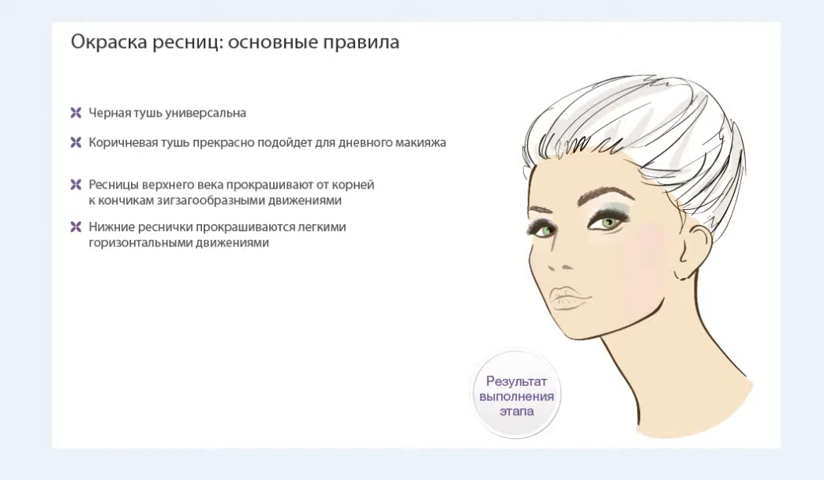 Окраска ресниц: основные правила
Черная тушь универсальна
Коричневая тушь прекрасно подойдет для дневного макияжа
Ресницы верхнего века прокрашивают от корней
к кончикам зигзагообразными движениями
Нижние реснички прокрашиваются легкими
горизонтальными движениями
Результат
выполнения
этапа